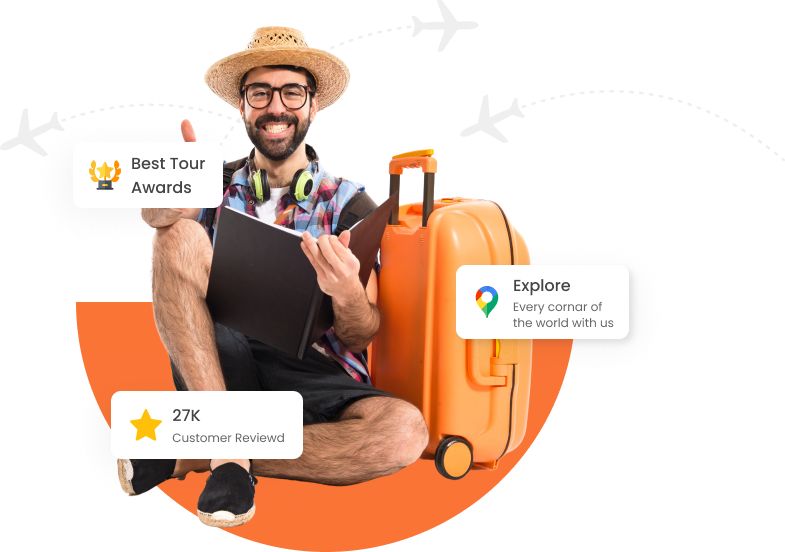 Best Tour
Awards
Explore
Every cornar of
the world with us
27K
Customer Reviewd